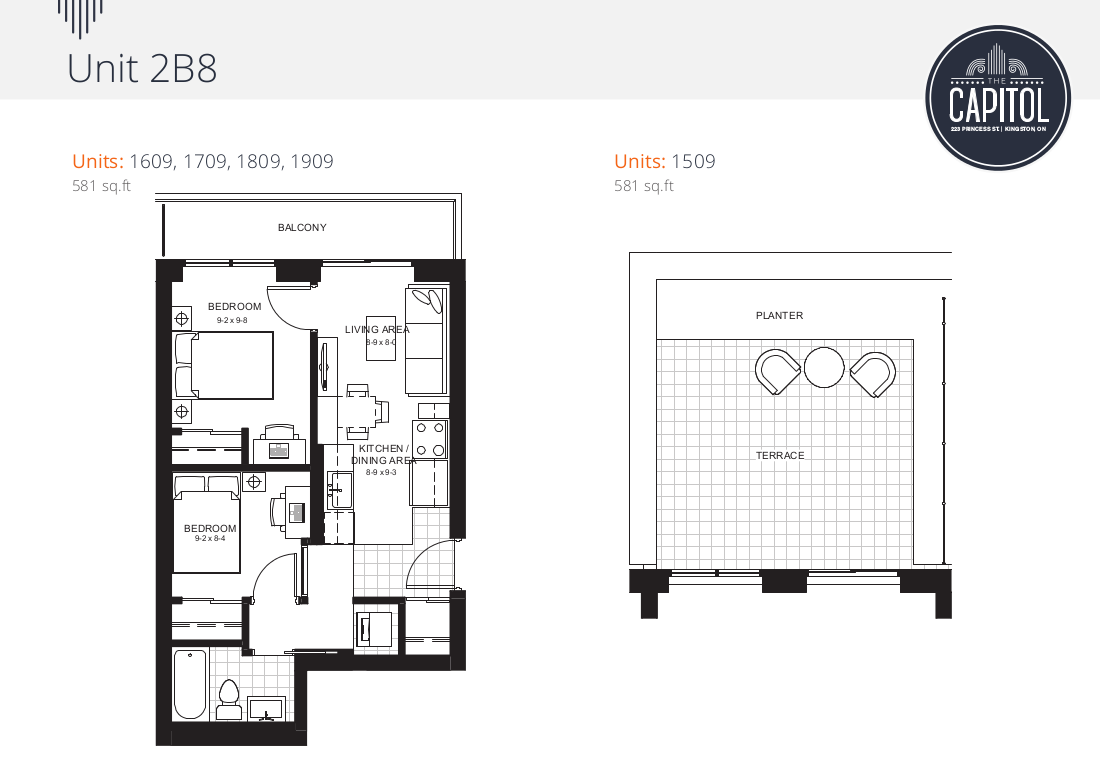 Unit 2B8
THE
CAPITOL
223 PRINCESS ST. | KINGSTON, ON
Units: 1609, 1709, 1809, 1909
581 sq.ft
BALCONY
BEDROOM
9-2 x 9-8
LIVING AREA
8-9 x 8-0
KITCHEN /
DINING AREA
8-9 x 9-3
BEDROOM
9-2 x 8-4
Units: 1509
581 sq.ft
PLANTER
TERRACE